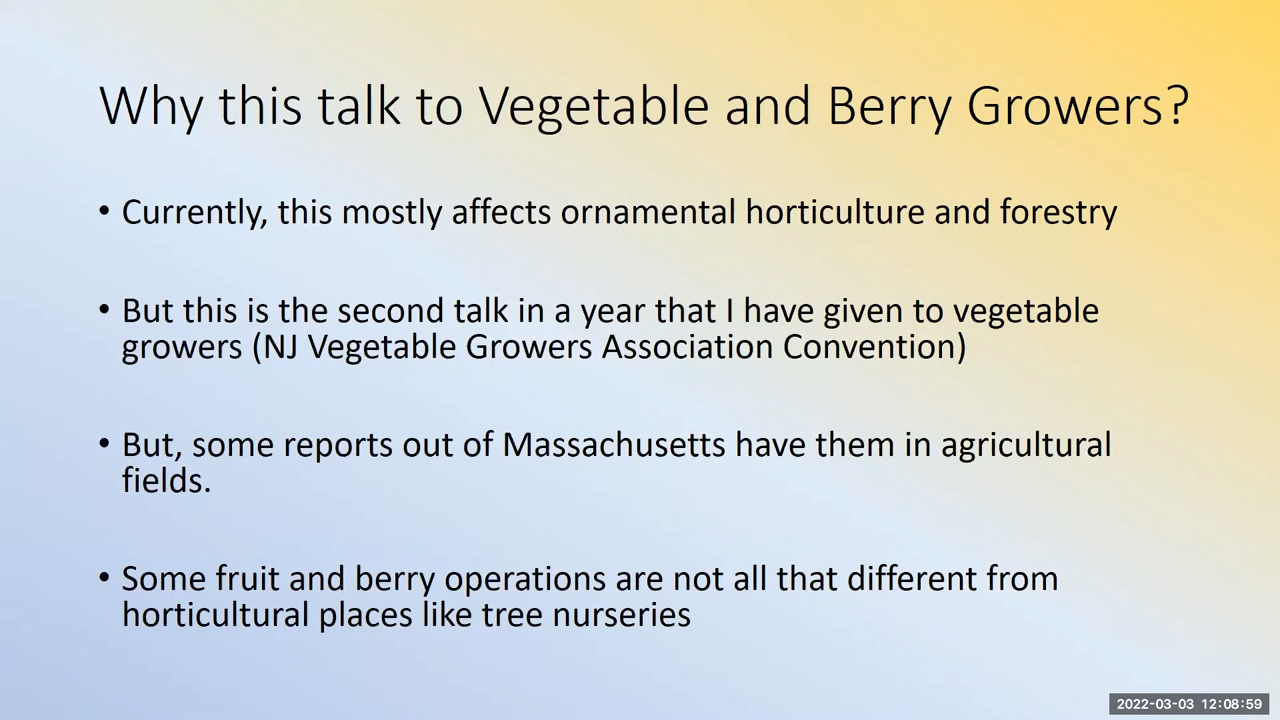 Why this talk to Vegetable and Berry Growers?
• Currently, this mostly affects ornamental horticulture and forestry
• But this is the second talk in a year that I have given to vegetable
growers (NJ Vegetable Growers Association Convention)
• But, some reports out of Massachusetts have them in agricultural
fields.
• Some fruit and berry operations are not all that different from
horticultural places like tree nurseries
2022-03-03 12:08:59